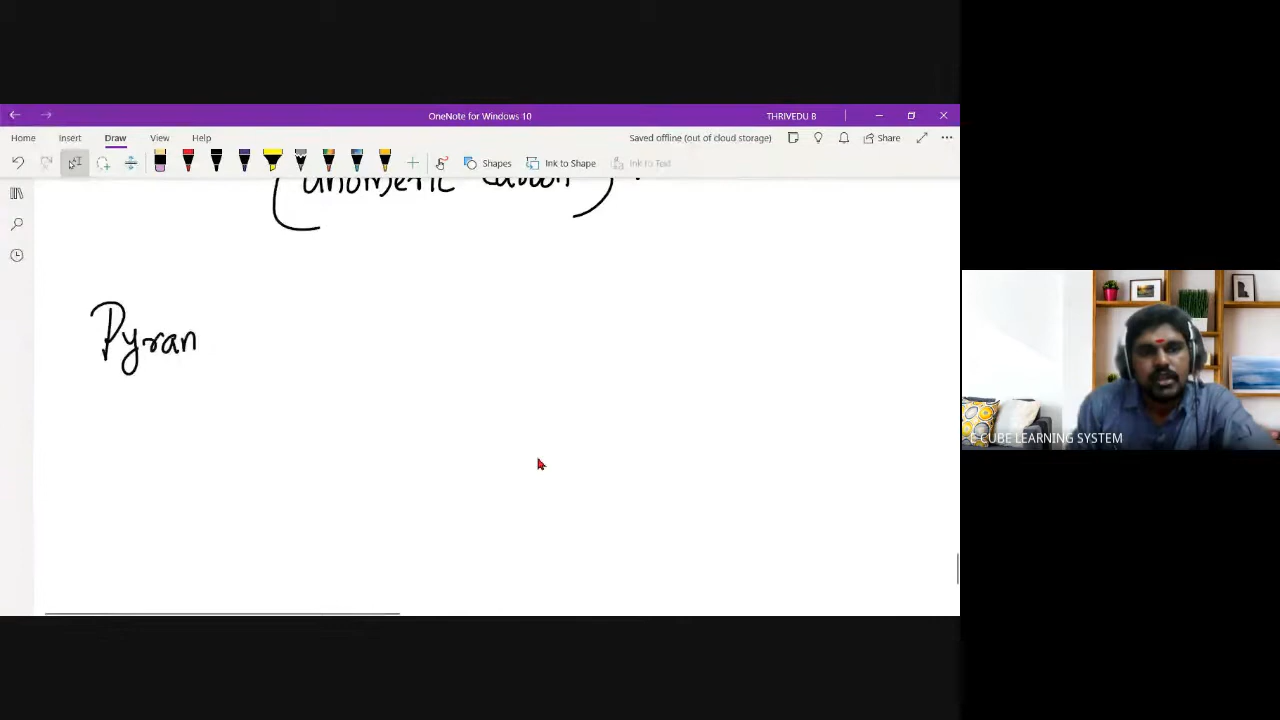 OneNote for Windows 10
THRIVEDU B
Home Insert Draw View Help
Saved offline (out of cloud storage)
Share
Shapes
Ink to Shape
Ink to Text
Pyran
E CUBE LEARNING SYSTEM